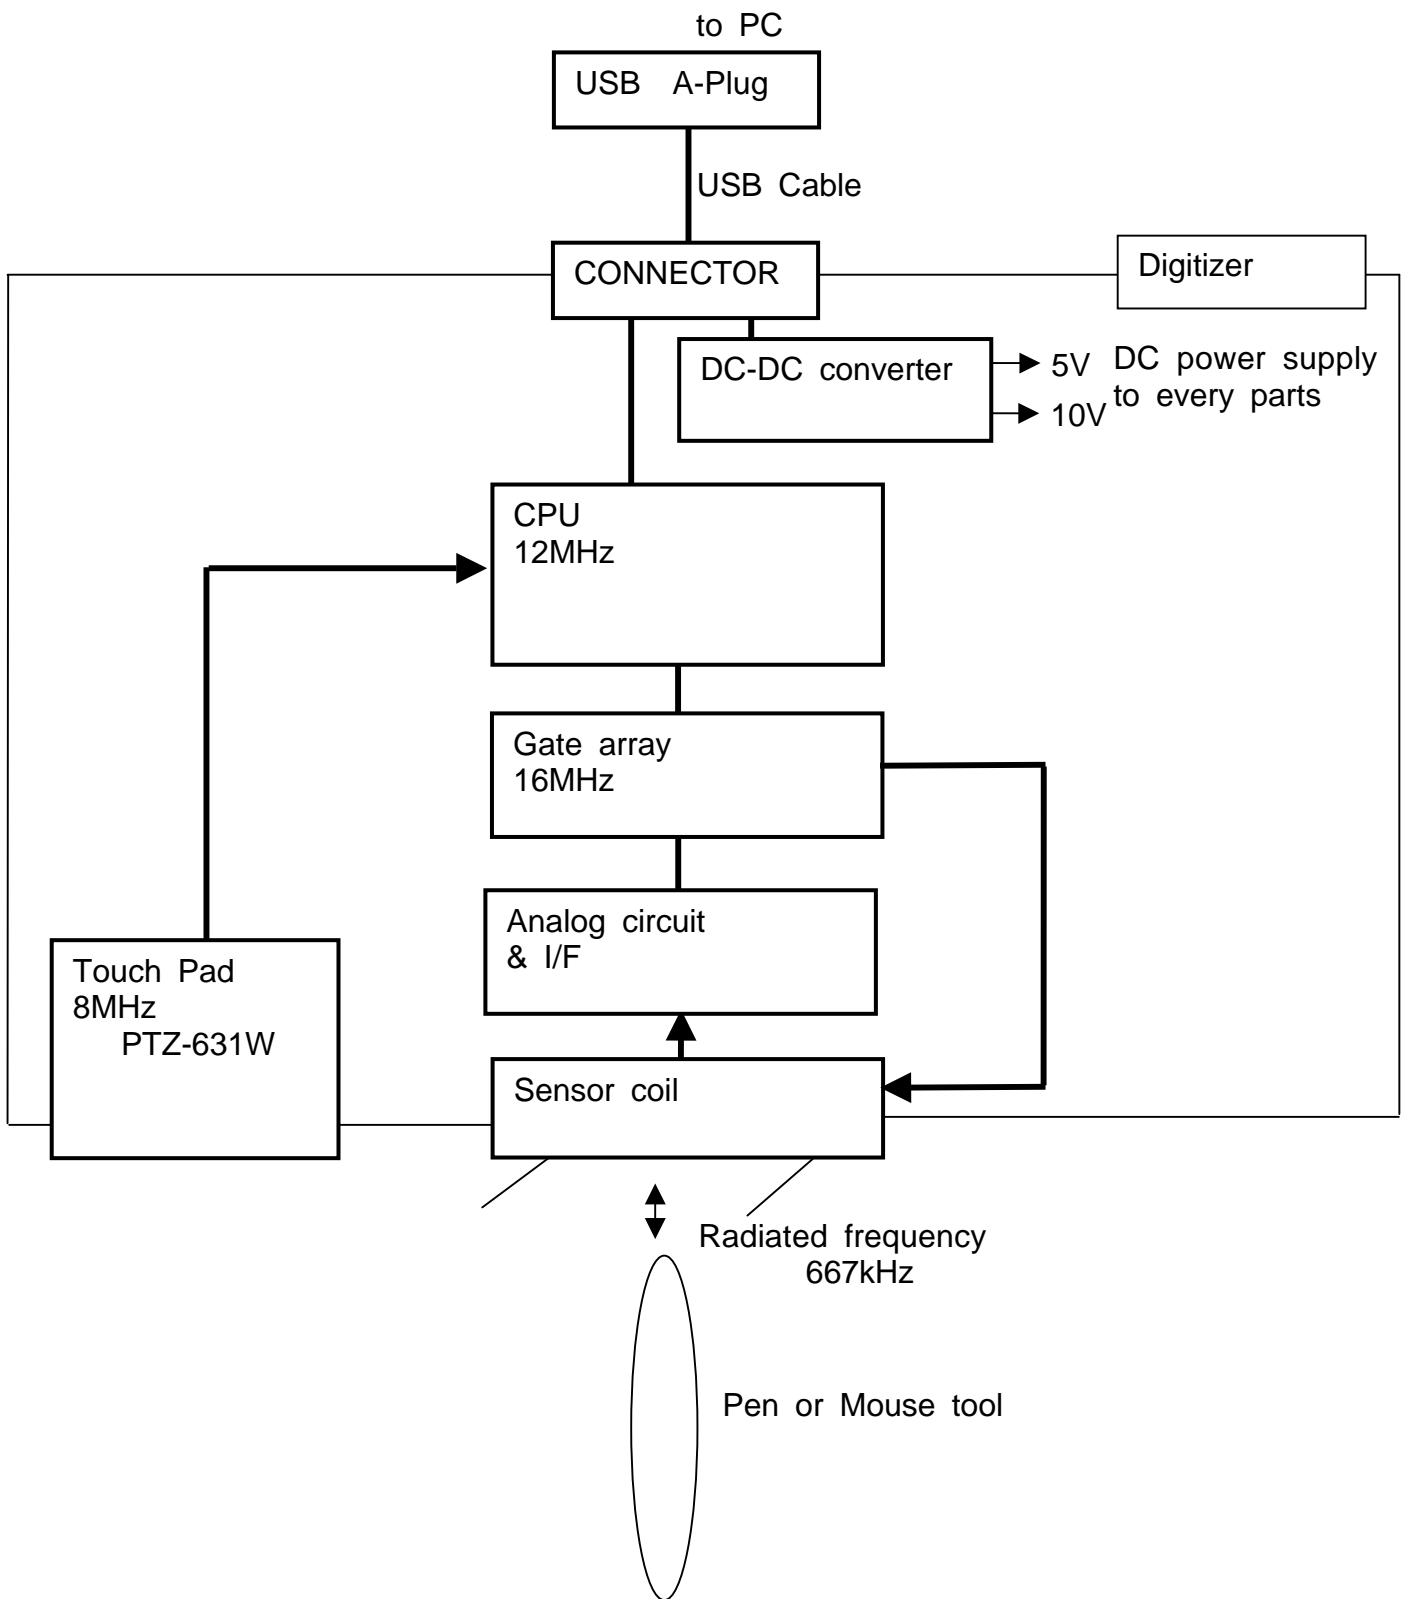 to PC
USB A-Plug
USB Cable
CONNECTOR
Digitizer
DC-DC converter
5V
DC power supply
to every parts
10V
CPU
12MHz
Gate array
16MHz
Analog circuit
& I/F
Touch Pad
8MHz
PTZ-631W
Sensor coil
Radiated frequency
667kHz
Pen or Mouse tool